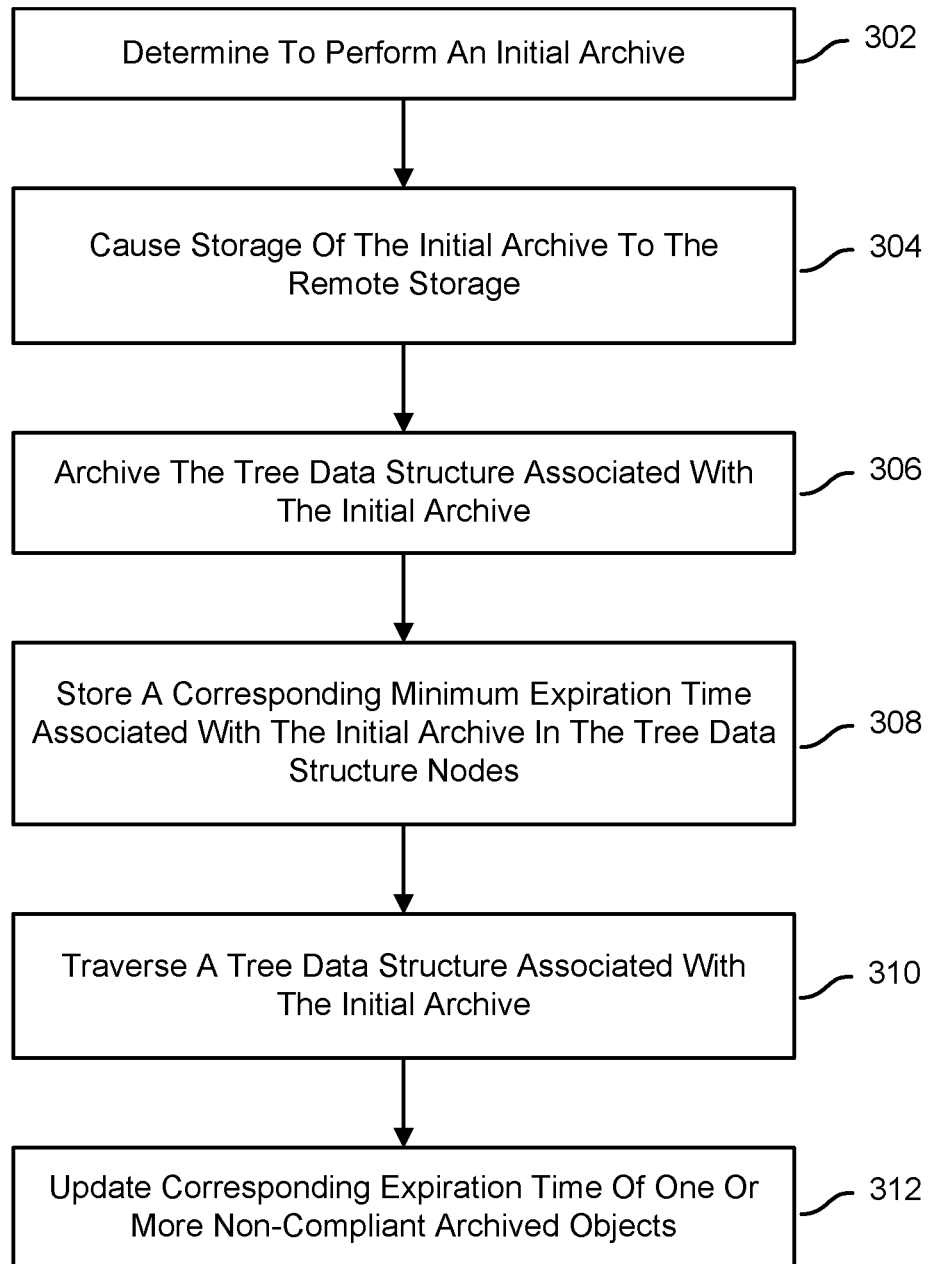 Determine To Perform An Initial Archive
302
Cause Storage Of The Initial Archive To The
Remote Storage
304
Archive The Tree Data Structure Associated With
The Initial Archive
306
Store A Corresponding Minimum Expiration Time
Associated With The Initial Archive In The Tree Data
Structure Nodes
308
Traverse A Tree Data Structure Associated With
The Initial Archive
310
Update Corresponding Expiration Time Of One Or
More Non-Compliant Archived Objects
312